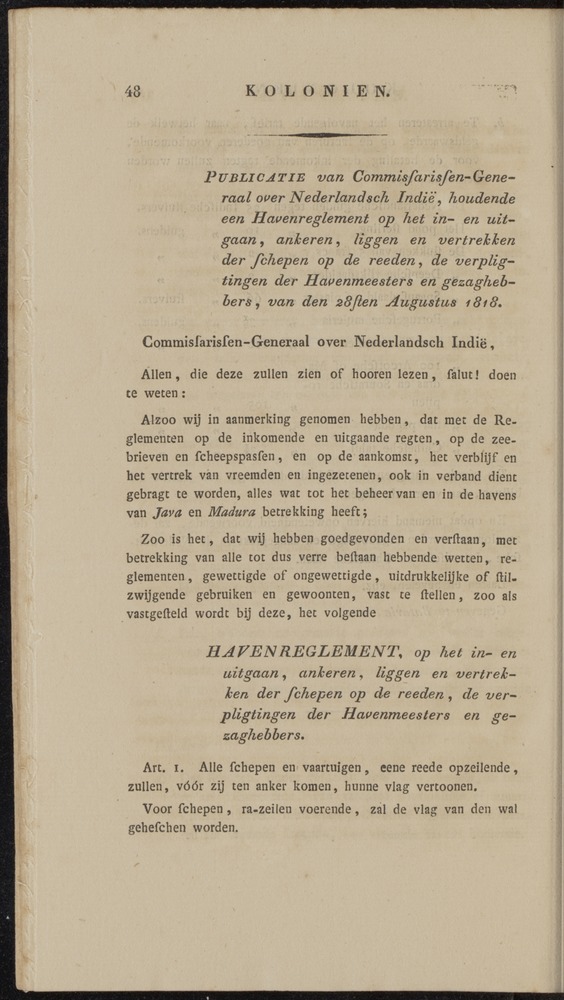 48
KOLONIEN.
PUBLICATIE van Commisſarisſen-Gene-
raal over Nederlandsch Indië, houdende
een Havenreglement op het in- en uit-
gaan, ankeren, liggen en vertrekken
der ſchepen op de reeden, de verplig-
tingen der Havenmeesters en gezagheb-
bers, van den 28ſten Augustus 1818.
Commisſarisſen-Generaal over Nederlandsch Indië,
Allen, die deze zullen zien of hooren lezen, ſalut! doen
te weten:
Alzoo wij in aanmerking genomen hebben, dat met de Re-
glementen op de inkomende en uitgaande regten, op de zee-
brieven en ſcheepspasſen, en op de aankomst, het verblijf en
het vertrek van vreemden en ingezetenen, ook in verband dient
gebragt te worden, alles wat tot het beheer van en in de havens
van Java en Madura betrekking heeft;
Zoo is het, dat wij hebben goedgevonden en verſtaan, met
betrekking van alle tot dus verre beſtaan hebbende wetten, re-
glementen, gewettigde of ongewettigde, uitdrukkelijke of ſtil-
zwijgende gebruiken en gewoonten, vast te ſtellen, zoo als
vastgeſteld wordt bij deze, het volgende
HAVENREGLEMENT, op het in- en
uitgaan, ankeren, liggen en vertrek-
ken der ſchepen op de reeden, de ver-
pligtingen der Havenmeesters en ge-
zaghebbers.
Art. 1. Alle ſchepen en vaartuigen, eene reede opzeilende,
zullen, vóór zij ten anker komen, hunne vlag vertoonen.
Voor ſchepen, ra-zeilen voerende, zal de vlag van den wal
geheſchen worden.